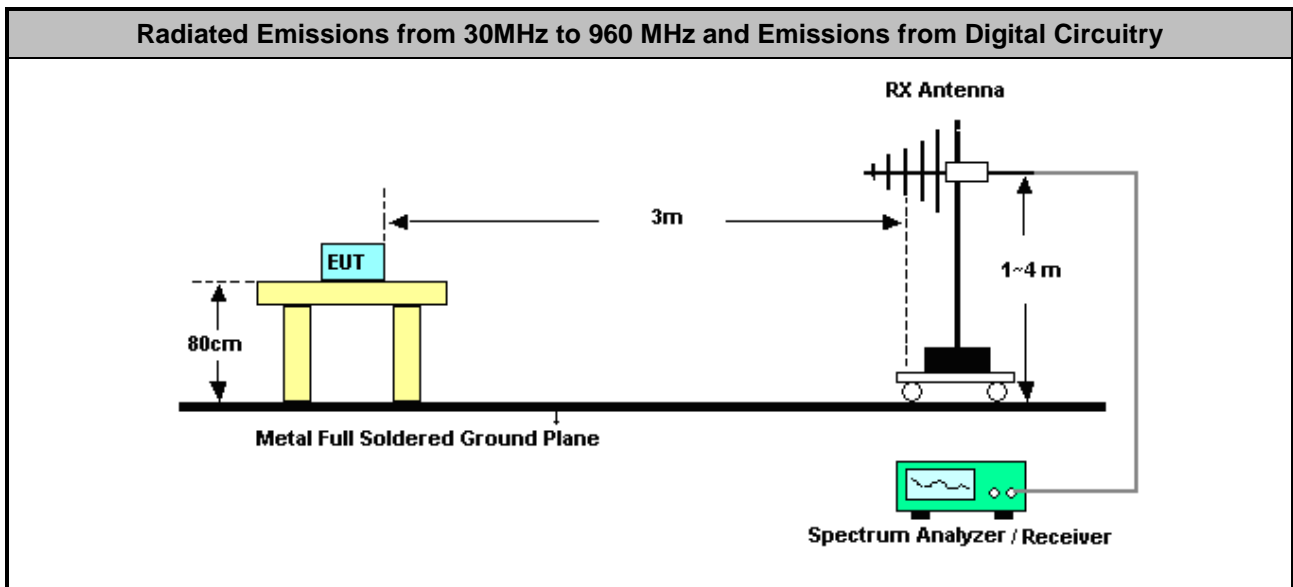 Radiated Emissions from 30MHz to 960 MHz and Emissions from Digital Circuitry
RX Antenna
3m
EUT
1~4 m
80cm
Metal Full Soldered Ground Plane
Spectrum Analyzer / Receiver